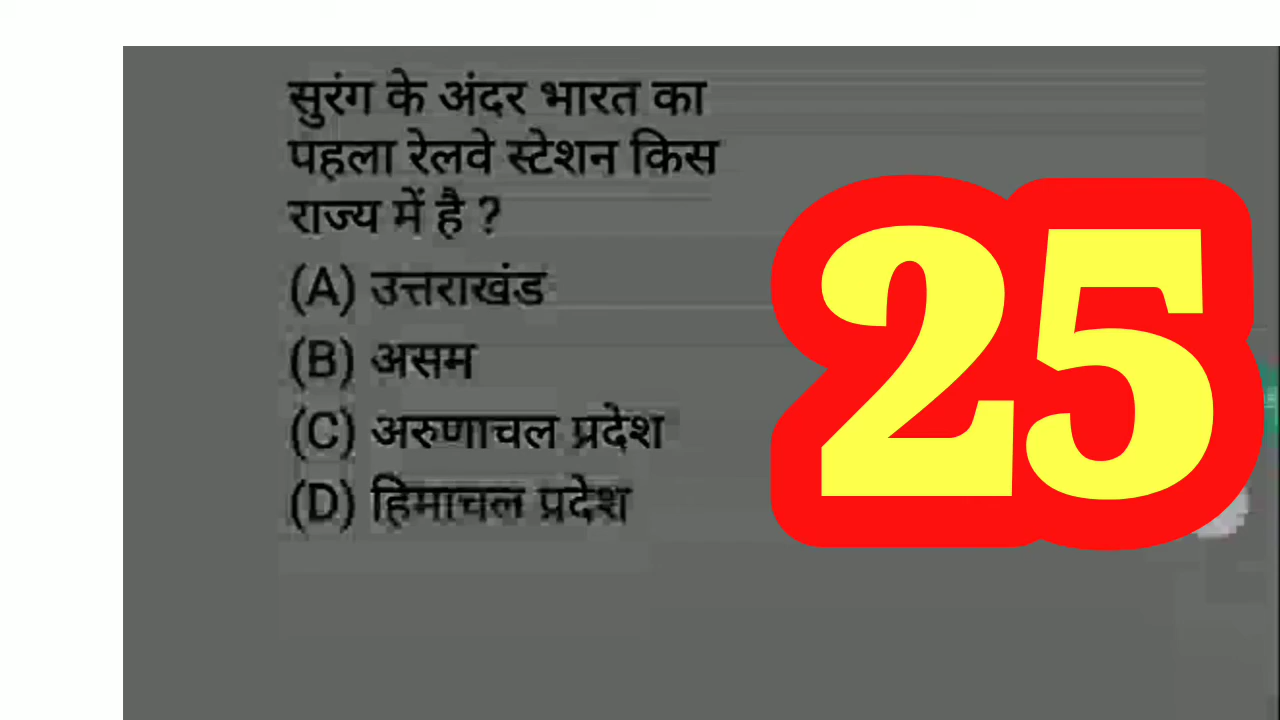 सुरंग के अंदर भारत का
पहला रेलवे स्टेशन किस
राज्य में है ?
(A) उत्तराखंड
(B) असम
(C) अरुणाचल प्रदेश
(D) हिमाचल प्रदेश
25